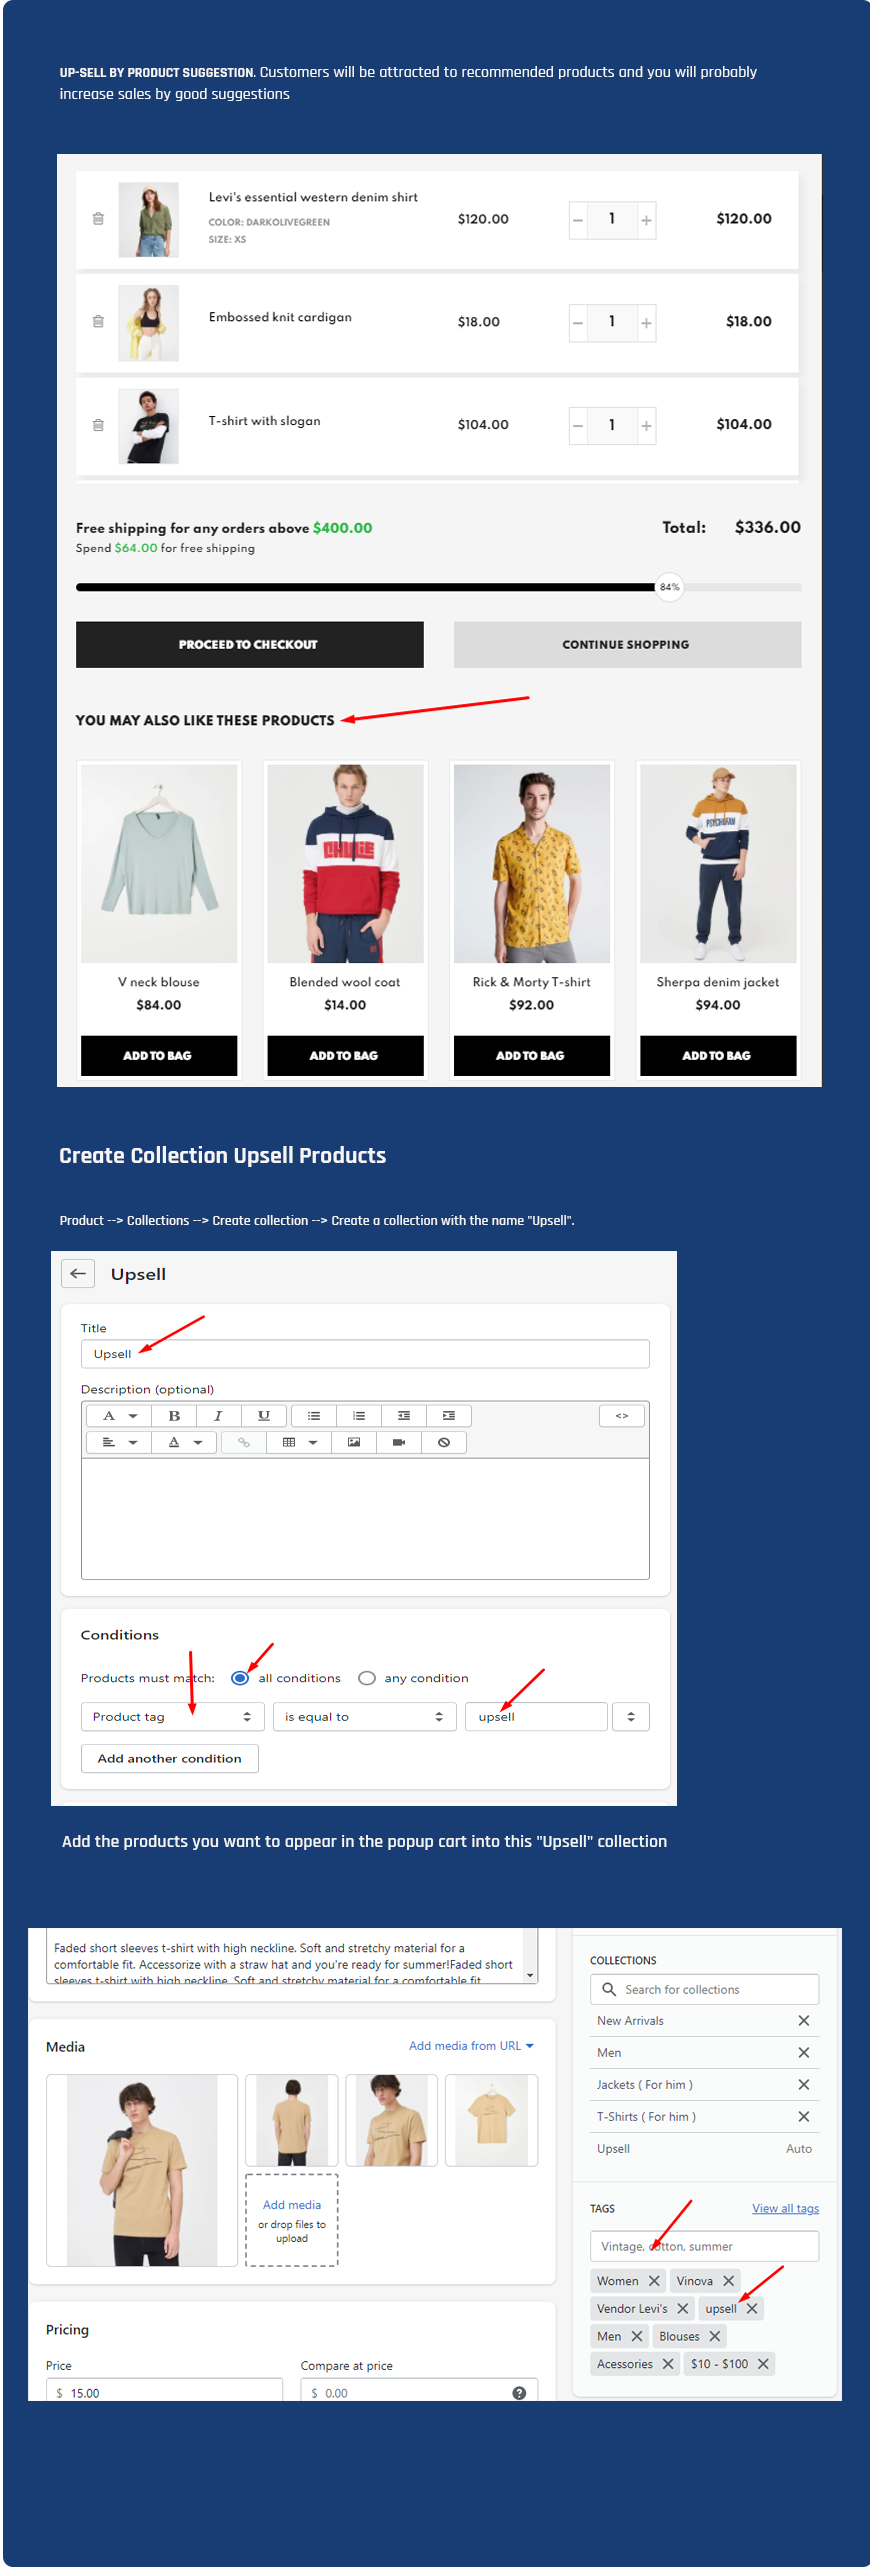 UP-SELL BY PRODUCT SUGGESTION. Customers will be attracted to recommended products and you will probably
increase sales by good suggestions
Levi's essential western denim shirt
COLOR: DARKOLIVEGREEN
SIZE: XS
$120.00
− 1 +
$120.00
Embossed knit cardigan
$18.00
− 1 +
$18.00
T-shirt with slogan
$104.00
− 1 +
$104.00
Free shipping for any orders above $400.00
Spend $64.00 for free shipping
Total: $336.00
84%
PROCEED TO CHECKOUT
CONTINUE SHOPPING
YOU MAY ALSO LIKE THESE PRODUCTS
PSYCHOFAN
V neck blouse
$84.00
ADD TO BAG
Blended wool coat
$14.00
ADD TO BAG
Rick & Morty T-shirt
$92.00
ADD TO BAG
Sherpa denim jacket
$94.00
ADD TO BAG
Create Collection Upsell Products
Product --> Collections --> Create collection --> Create a collection with the name "Upsell".
Upsell
Title
Upsell
Description (optional)
A B I U <>
A
Conditions
Products must match: all conditions any condition
Product tag is equal to upsell
Add another condition
Add the products you want to appear in the popup cart into this "Upsell" collection
Faded short sleeves t-shirt with high neckline. Soft and stretchy material for a
comfortable fit. Accessorize with a straw hat and you're ready for summer!Faded short
sleeves t-shirt with high neckline. Soft and stretchy material for a comfortable fit
Media
Add media from URL
Add media
or drop files to
upload
Pricing
Price
$ 15.00
Compare at price
$ 0.00
COLLECTIONS
Search for collections
New Arrivals
Men
Jackets ( For him )
T-Shirts ( For him )
Upsell Auto
TAGS View all tags
Vintage, cotton, summer
Women Vinova
Vendor Levi's upsell
Men Blouses
Acessories $10 - $100